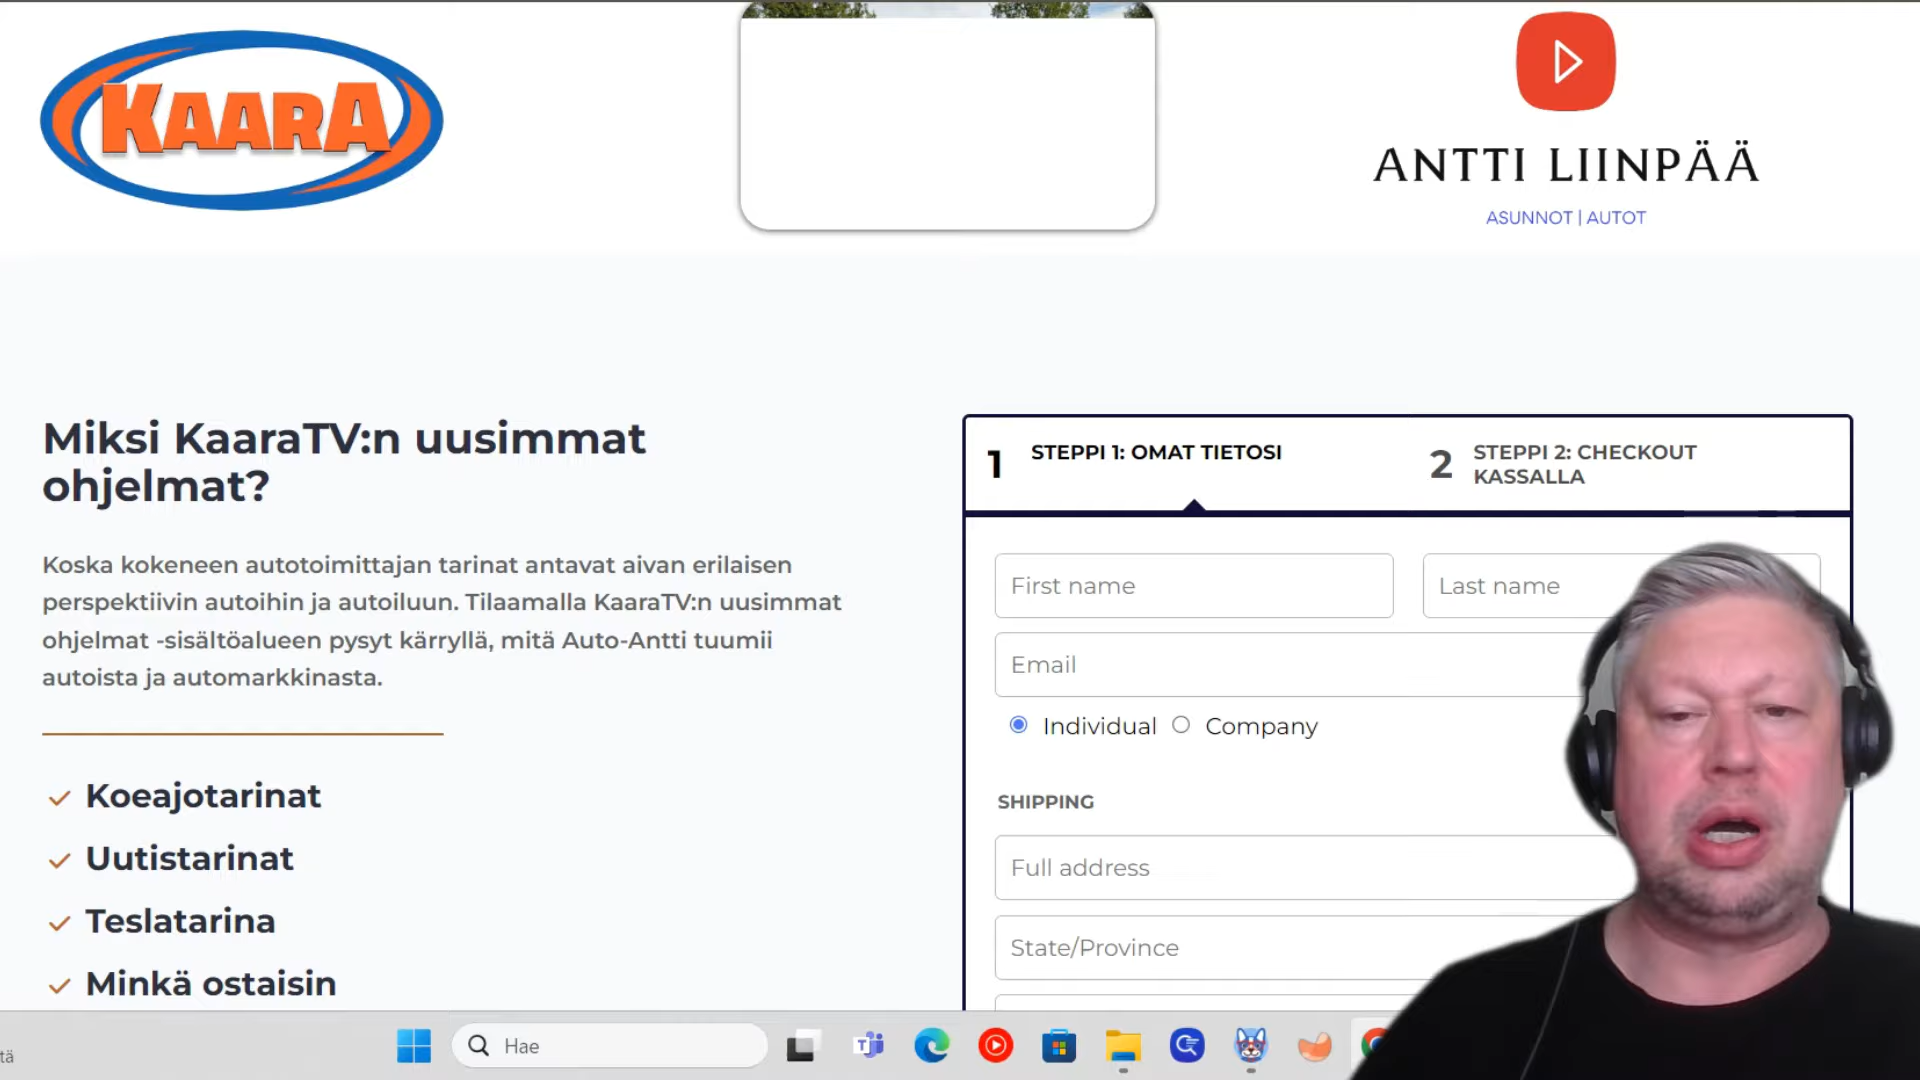 KAARA
ANTTI LIINPÄÄ
ASUNNOT | AUTOT
Miksi KaaraTV:n uusimmat
ohjelmat?
Koska kokeneen autotoimittajan tarinat antavat aivan erilaisen
perspektiivin autoihin ja autoiluun. Tilaamalla KaaraTV:n uusimmat
ohjelmat -sisältöalueen pysyt kärryllä, mitä Auto-Antti tuumii
autoista ja automarkkinasta.
Koeajotarinat
Uutistarinat
Teslatarina
Minkä ostaisin
1 STEPPI 1: OMAT TIETOSI
2 STEPPI 2: CHECKOUT
KASSALLA
First name
Last name
Email
Individual
Company
SHIPPING
Full address
State/Province
tä
Hae